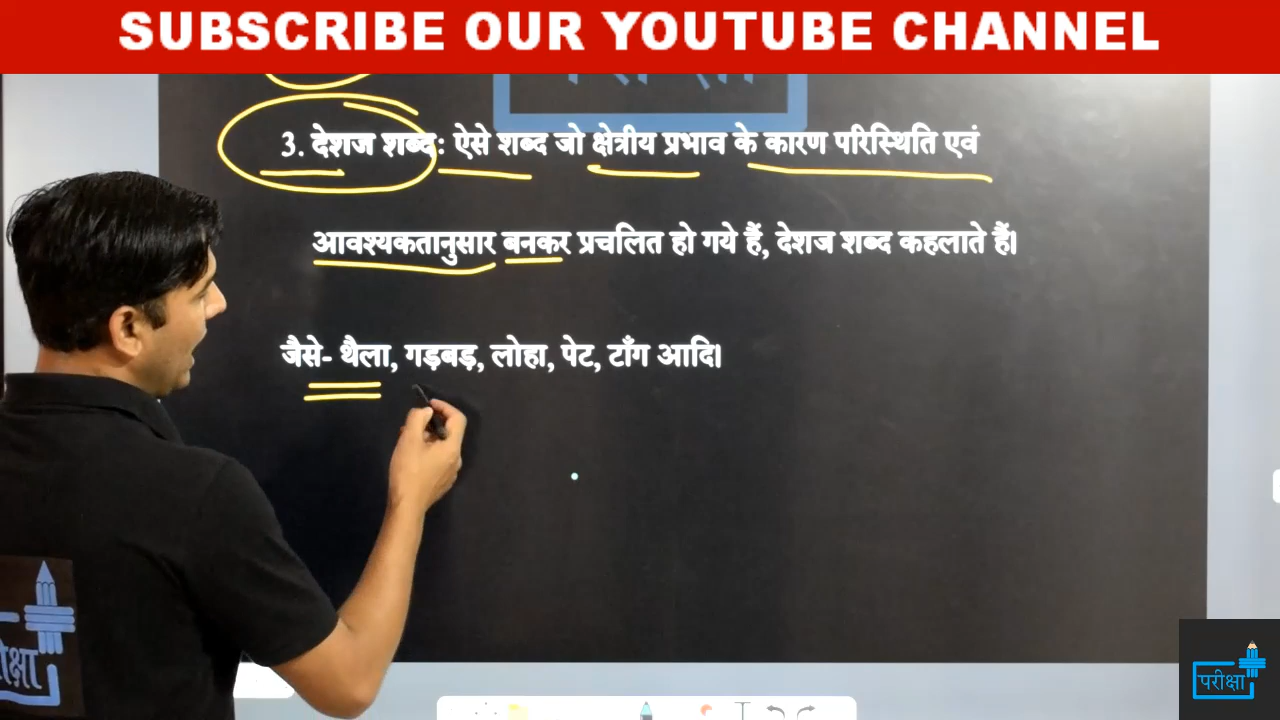 SUBSCRIBE OUR YOUTUBE CHANNEL
3. देशज शब्द: ऐसे शब्द जो क्षेत्रीय प्रभाव के कारण परिस्थिति एवं
आवश्यकतानुसार बनकर प्रचलित हो गये हैं, देशज शब्द कहलाते हैं।
जैसे- थैला, गड़बड़, लोहा, पेट, टाँग आदि।
परीक्षा